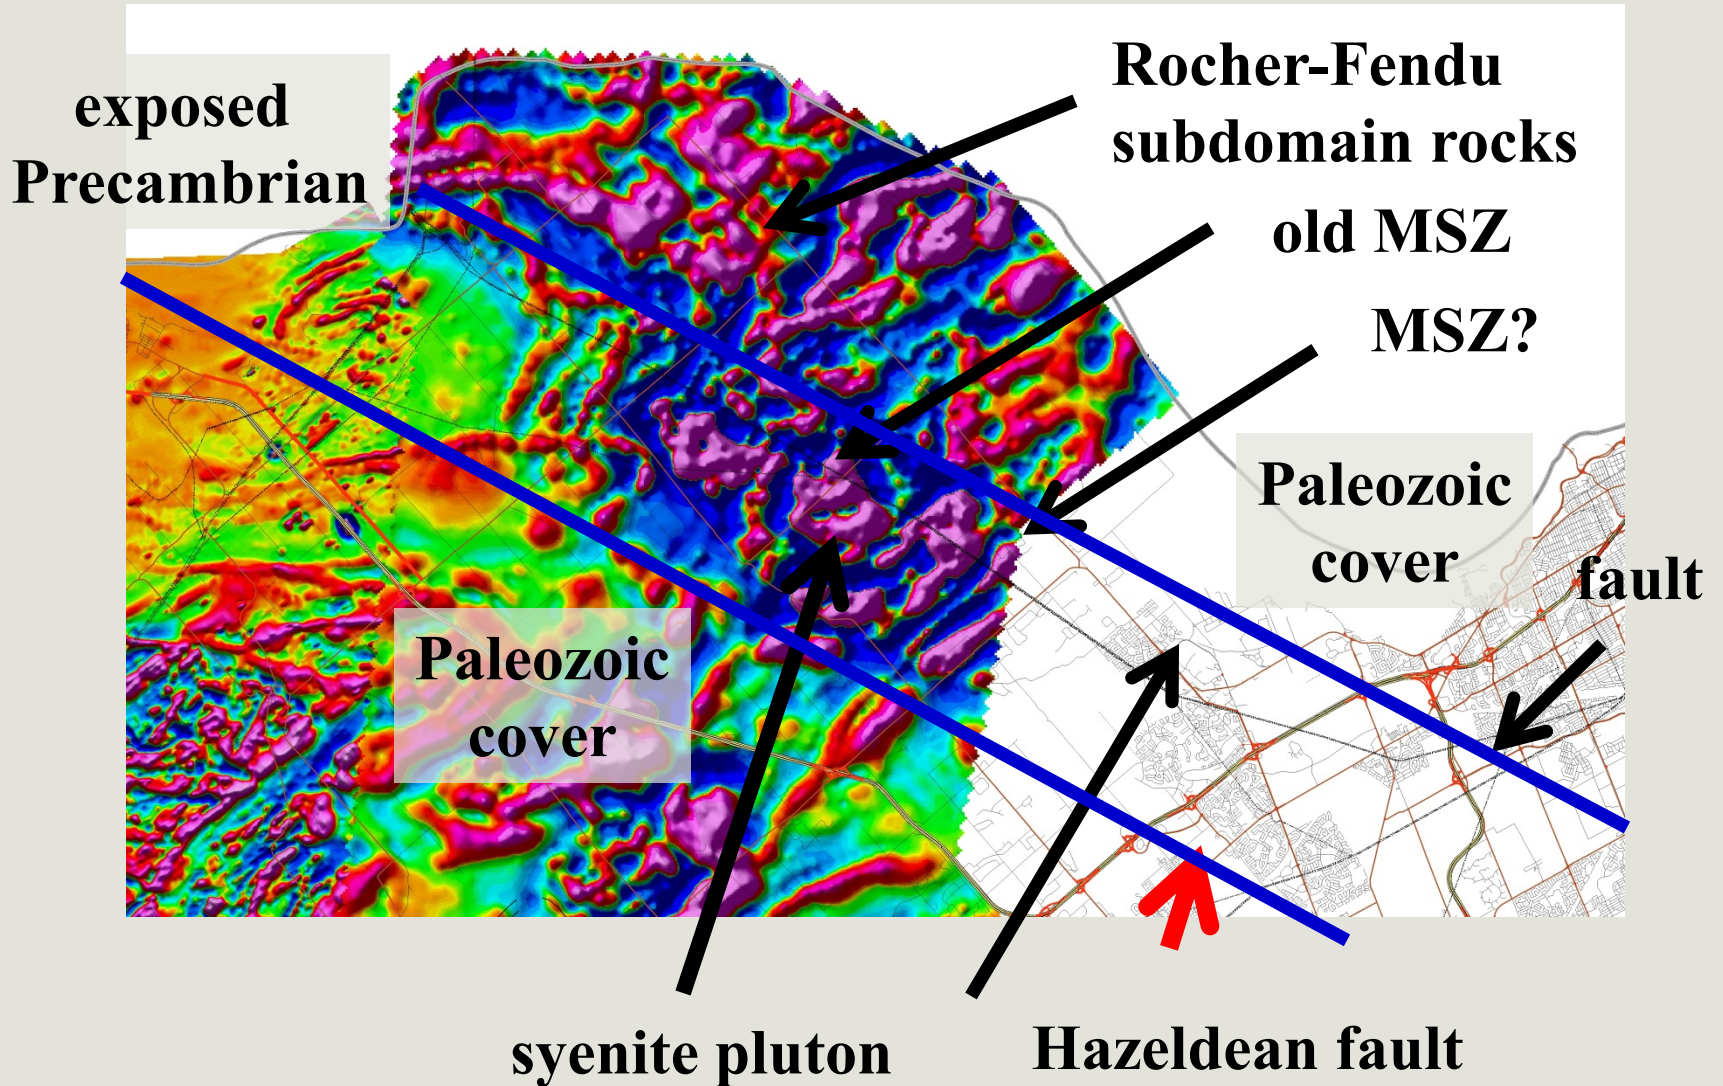 exposed
Precambrian
Rocher-Fendu
subdomain rocks
old MSZ
MSZ?
Paleozoic
cover
fault
Paleozoic
cover
syenite pluton
Hazeldean fault